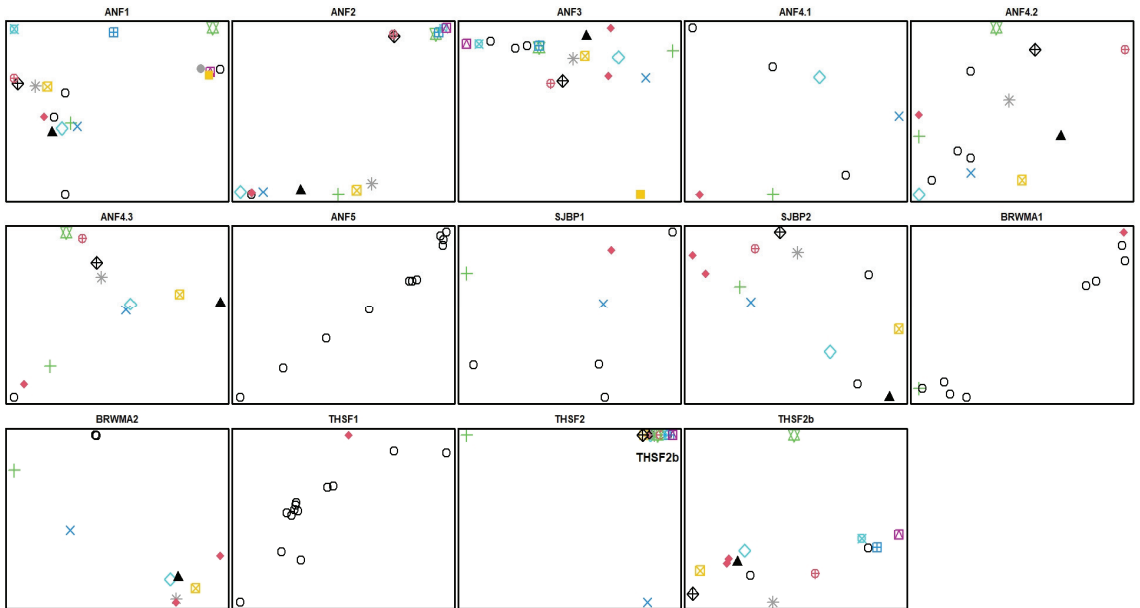 ANF1
ANF2
ANF3
ANF4.1
ANF4.2
ANF4.3
ANF5
SJBP1
SJBP2
BRWMA1
BRWMA2
THSF1
THSF2
THSF2b
THSF2b